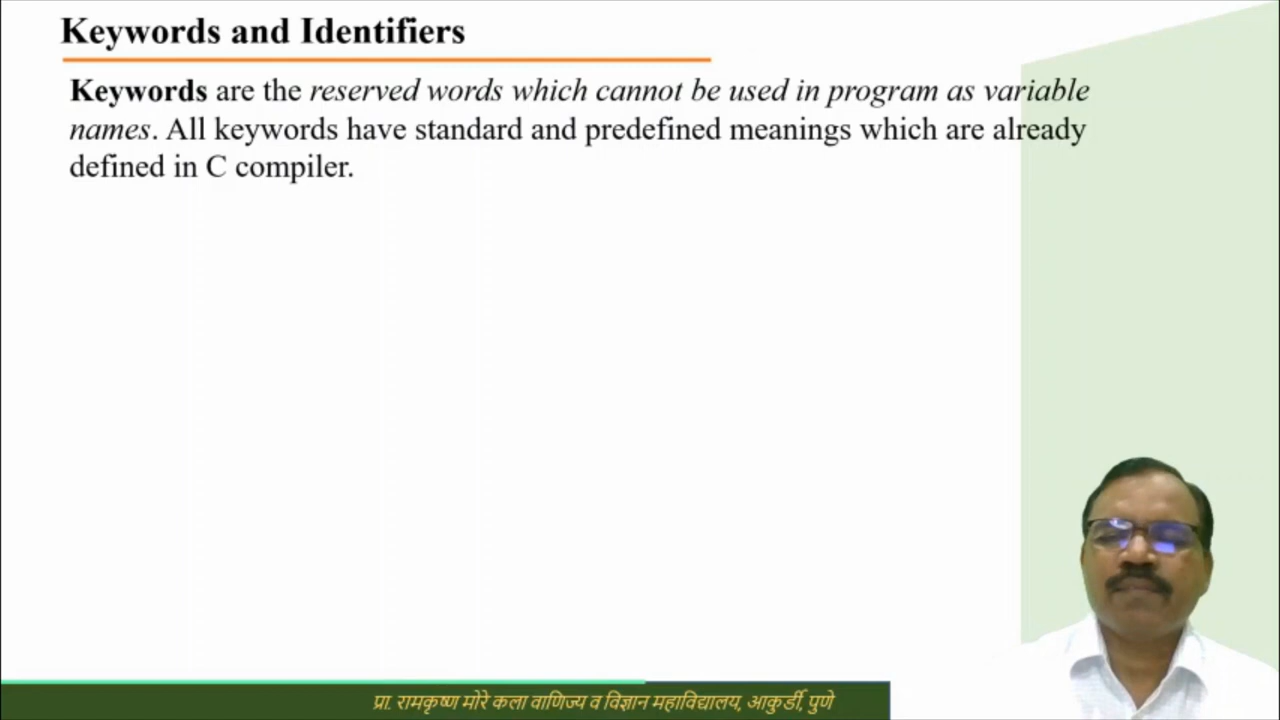 Keywords and Identifiers
Keywords are the reserved words which cannot be used in program as variable
names. All keywords have standard and predefined meanings which are already
defined in C compiler.
प्रा. रामकृष्ण मोरे कला वाणिज्य व विज्ञान महाविद्यालय, आकुर्डी, पुणे